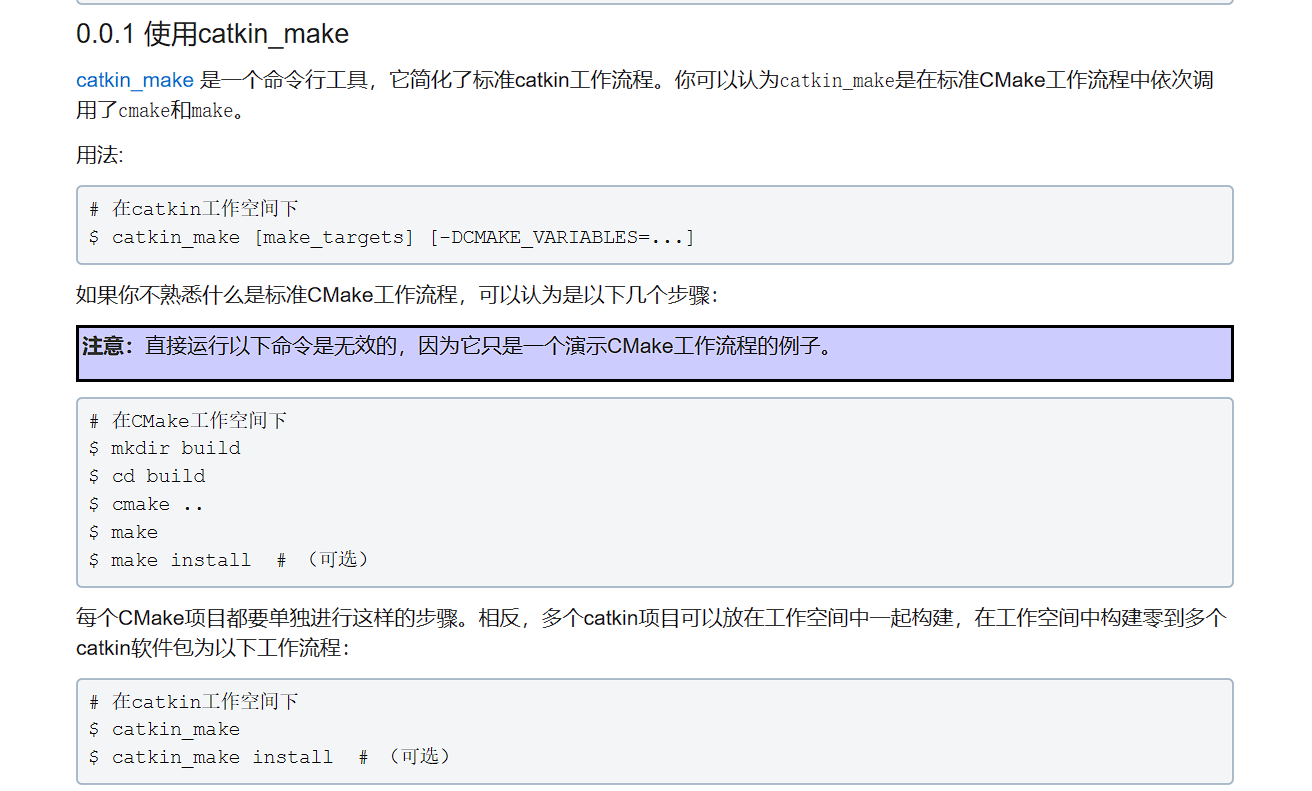 0.0.1 使用catkin_make
catkin_make 是一个命令行工具，它简化了标准catkin工作流程。你可以认为catkin_make是在标准CMake工作流程中依次调
用了cmake和make。
用法:
# 在catkin工作空间下
$ catkin_make [make_targets] [-DCMAKE_VARIABLES=...]
如果你不熟悉什么是标准CMake工作流程，可以认为是以下几个步骤：
注意：直接运行以下命令是无效的，因为它只是一个演示CMake工作流程的例子。
# 在CMake工作空间下
$ mkdir build
$ cd build
$ cmake ..
$ make
$ make install  # （可选）
每个CMake项目都要单独进行这样的步骤。相反，多个catkin项目可以放在工作空间中一起构建，在工作空间中构建零到多个
catkin软件包为以下工作流程：
# 在catkin工作空间下
$ catkin_make
$ catkin_make install  # （可选）